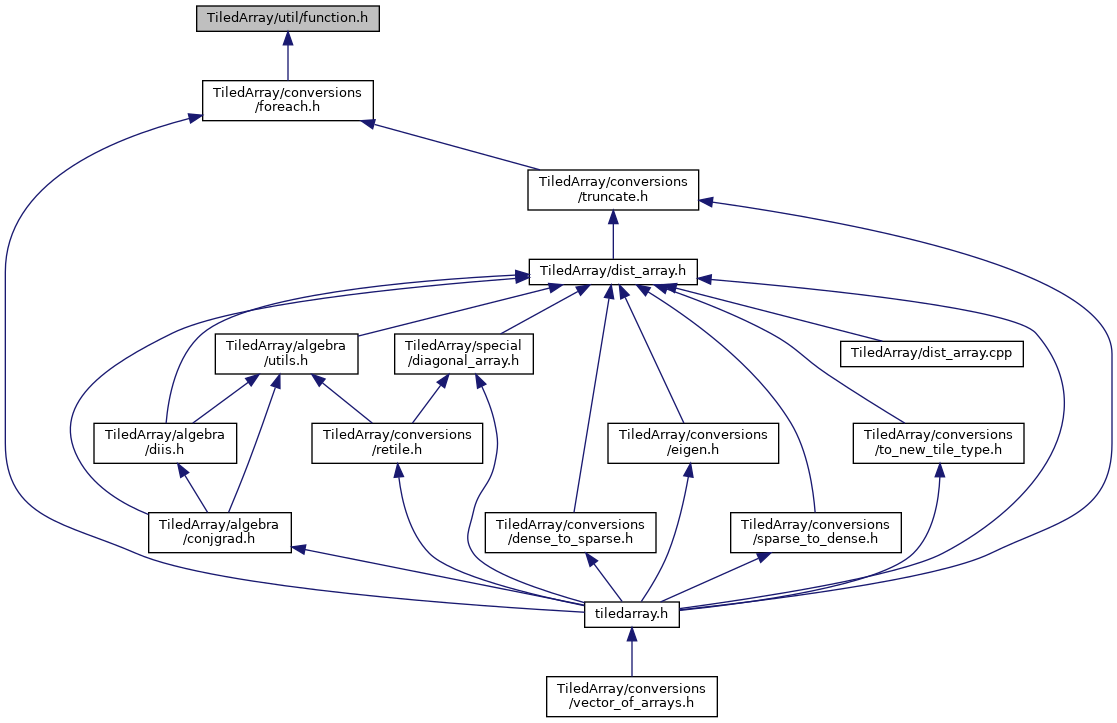 TiledArray/util/function.h
TiledArray/conversions
/foreach.h
TiledArray/conversions
/truncate.h
TiledArray/dist_array.h
TiledArray/algebra
/utils.h
TiledArray/special
/diagonal_array.h
TiledArray/dist_array.cpp
TiledArray/algebra
/diis.h
TiledArray/conversions
/retile.h
TiledArray/conversions
/eigen.h
TiledArray/conversions
/to_new_tile_type.h
TiledArray/algebra
/conjgrad.h
TiledArray/conversions
/dense_to_sparse.h
TiledArray/conversions
/sparse_to_dense.h
tiledarray.h
TiledArray/conversions
/vector_of_arrays.h